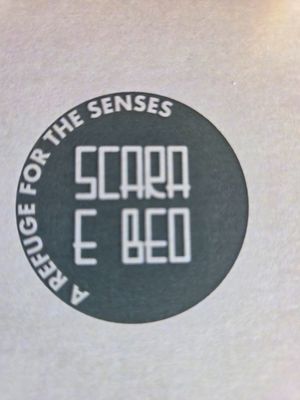 A REFUGE FOR THE SENSES
SCARA
E BEO